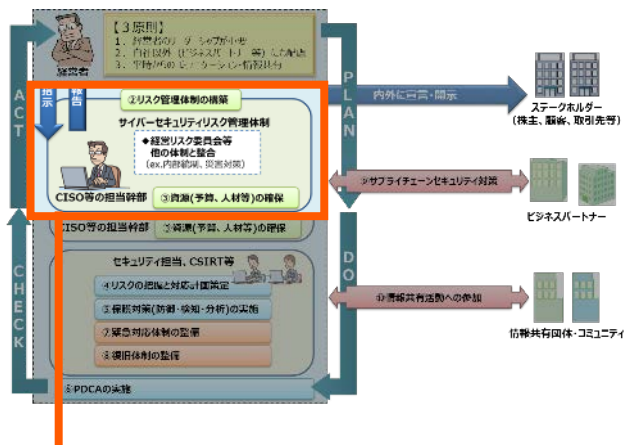 【3原則】
1. 経営者のリーダーシップが重要
2. 自社以外(ビジネスパートナー等)にも配慮
3. 平時からのコミュニケーション・情報共有
経営者
ACT
PLAN
指示
報告
②リスク管理体制の構築
サイバーセキュリティリスク管理体制
◆経営リスク委員会等
他の体制と整合
(ex.内部統制、災害対策)
CISO等の担当幹部
③資源(予算、人材等)の確保
内外に宣言・開示
ステークホルダー
(株主、顧客、取引先等)
⑨サプライチェーンセキュリティ対策
ビジネスパートナー
CISO等の担当幹部
③資源(予算、人材等)の確保
CHECK
DO
セキュリティ担当、CSIRT等
④リスクの把握と対応計画策定
⑤保護対策(防御・検知・分析)の実施
⑦緊急対応体制の整備
⑧復旧体制の整備
⑩情報共有活動への参加
情報共有団体・コミュニティ
⑥PDCAの実施